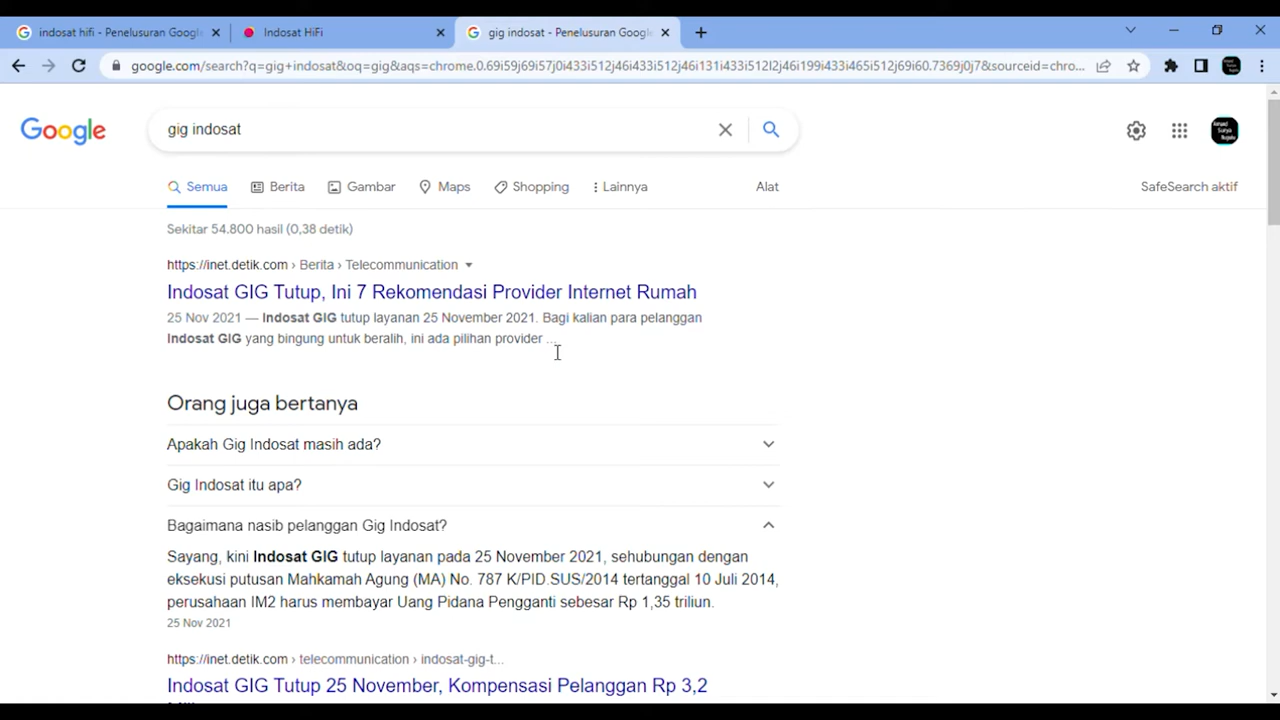 indosat hifi - Penelusuran Google
Indosat HiFi
gig indosat - Penelusuran Google
google.com/search?q=gig+indosat&oq=gig&aqs=chrome.0.69i59j69i57j0i433i512j46i433i512j46i131i433i512l2j46i199i433i465i512j69i60.7369j0j7&sourceid=chro...
Google
gig indosat
Semua
Berita
Gambar
Maps
Shopping
Lainnya
Alat
SafeSearch aktif
Sekitar 54.800 hasil (0,38 detik)
https://inet.detik.com › Berita › Telecommunication
Indosat GIG Tutup, Ini 7 Rekomendasi Provider Internet Rumah
25 Nov 2021 — Indosat GIG tutup layanan 25 November 2021. Bagi kalian para pelanggan
Indosat GIG yang bingung untuk beralih, ini ada pilihan provider ...
Orang juga bertanya
Apakah Gig Indosat masih ada?
Gig Indosat itu apa?
Bagaimana nasib pelanggan Gig Indosat?
Sayang, kini Indosat GIG tutup layanan pada 25 November 2021, sehubungan dengan
eksekusi putusan Mahkamah Agung (MA) No. 787 K/PID.SUS/2014 tertanggal 10 Juli 2014,
perusahaan IM2 harus membayar Uang Pidana Pengganti sebesar Rp 1,35 triliun.
25 Nov 2021
https://inet.detik.com › telecommunication › indosat-gig-t...
Indosat GIG Tutup 25 November, Kompensasi Pelanggan Rp 3,2